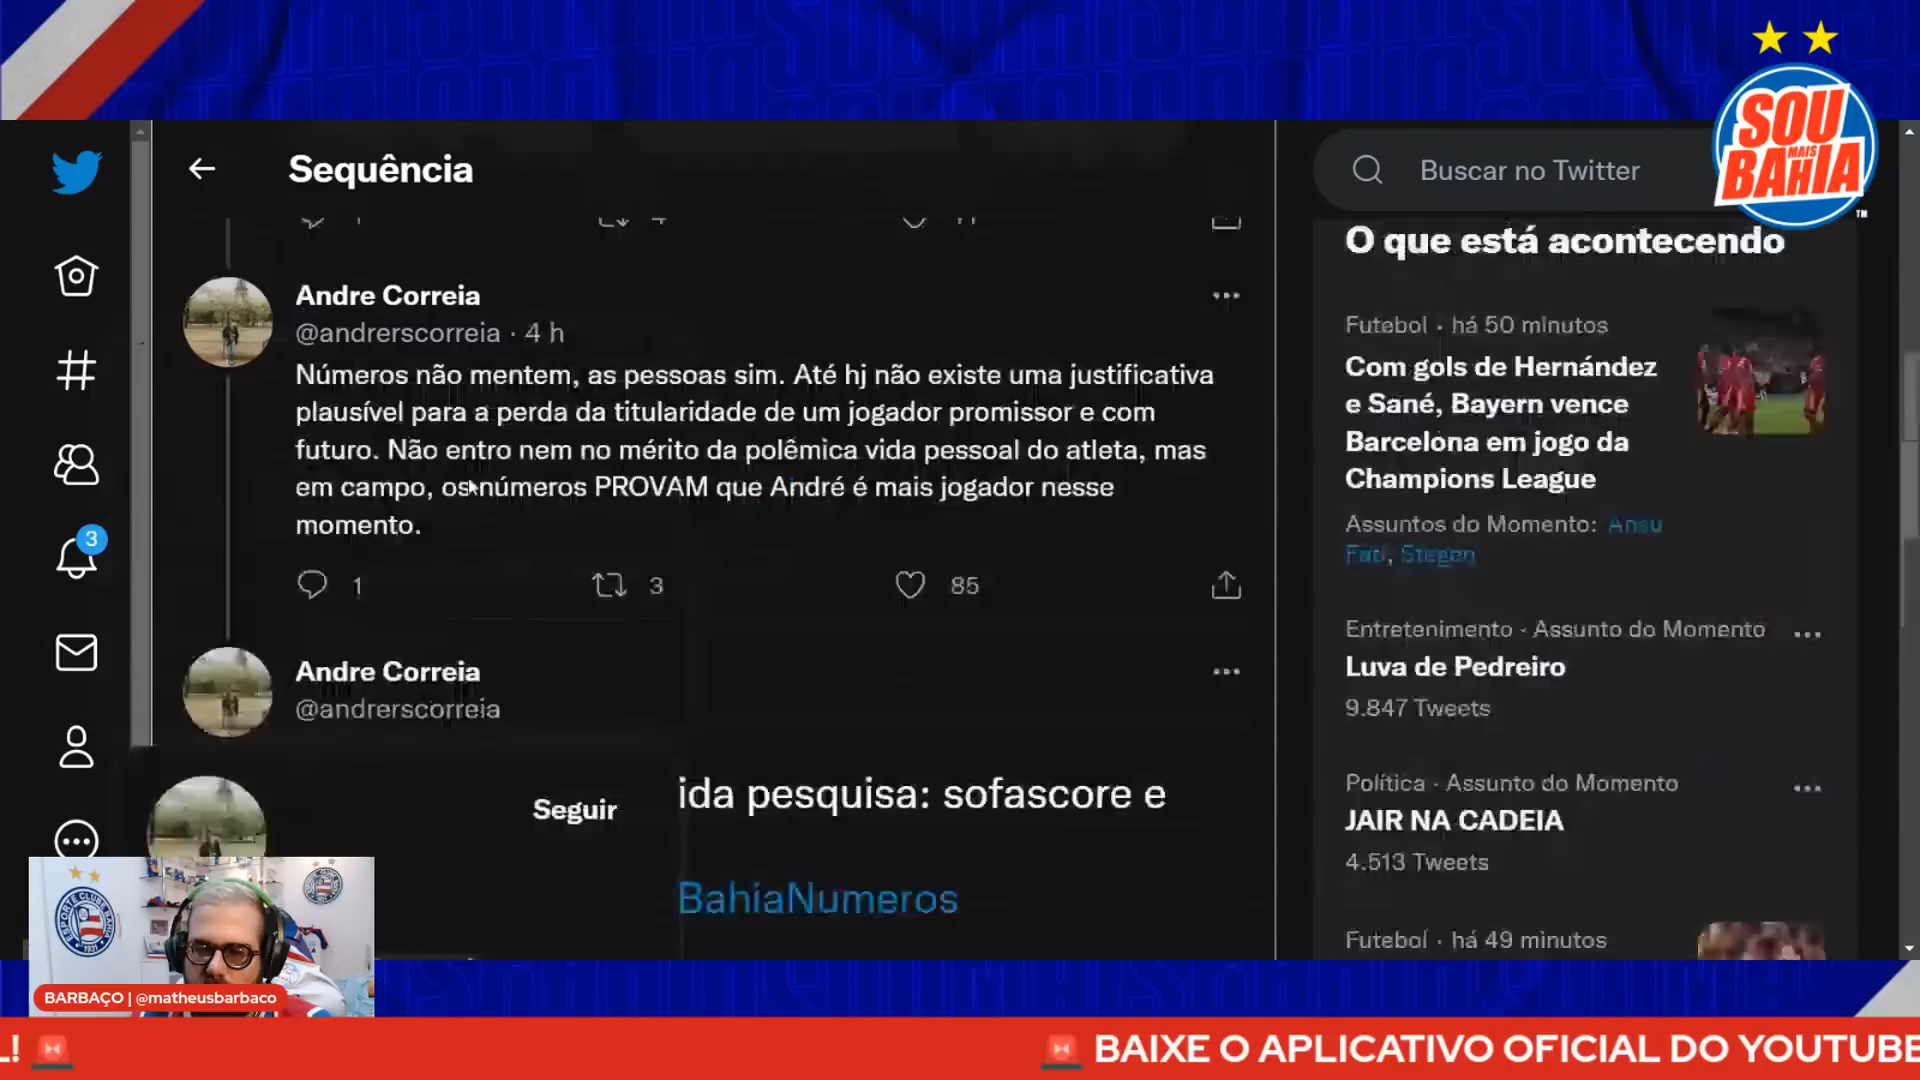 SOU
MAIS
BAHIA
TM
Sequência
Buscar no Twitter
Andre Correia
@andrerscorreia · 4 h
Números não mentem, as pessoas sim. Até hj não existe uma justificativa
plausível para a perda da titularidade de um jogador promissor e com
futuro. Não entro nem no mérito da polêmica vida pessoal do atleta, mas
em campo, os números PROVAM que André é mais jogador nesse
momento.
1
3
85
Andre Correia
@andrerscorreia
Seguir
ida pesquisa: sofascore e
BahiaNumeros
3
O que está acontecendo
Futebol · há 50 minutos
Com gols de Hernández
e Sané, Bayern vence
Barcelona em jogo da
Champions League
Assuntos do Momento: Ansu
Fati, Stegen
Entretenimento · Assunto do Momento
Luva de Pedreiro
9.847 Tweets
Política · Assunto do Momento
JAIR NA CADEIA
4.513 Tweets
Futebol · há 49 minutos
BARBAÇO | @matheusbarbaco
L! BAIXE O APLICATIVO OFICIAL DO YOUTUBE